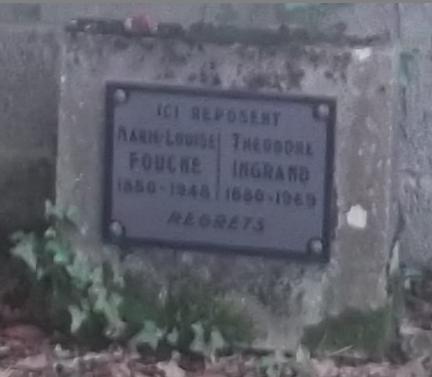 ICI REPOSENT
MARIE-LOUISE THEODORE
FOUCHE INGRAND
1880-1948 1880-1969
REGRETS